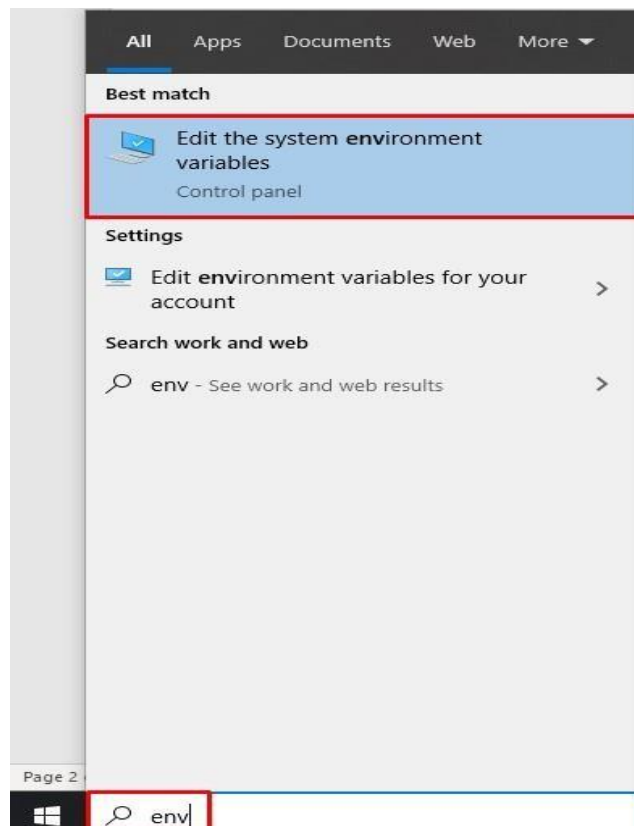 All Apps Documents Web More
Best match
Edit the system environment
variables
Control panel
Settings
Edit environment variables for your
account
Search work and web
env - See work and web results
Page 2
env